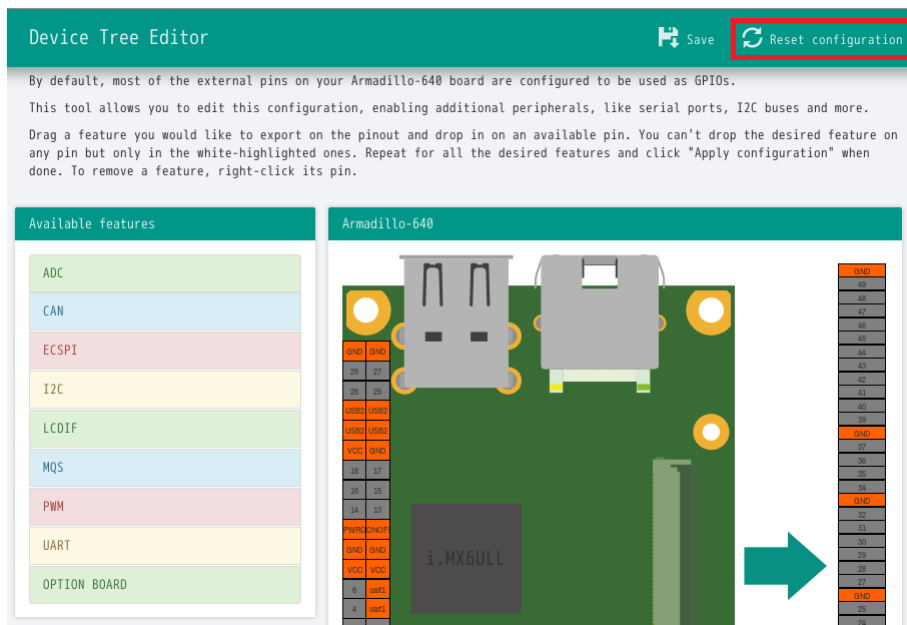 Device Tree Editor
Save
Reset configuration
By default, most of the external pins on your Armadillo-640 board are configured to be used as GPIOs.
This tool allows you to edit this configuration, enabling additional peripherals, like serial ports, I2C buses and more.
Drag a feature you would like to export on the pinout and drop in on an available pin. You can't drop the desired feature on
any pin but only in the white-highlighted ones. Repeat for all the desired features and click "Apply configuration" when
done. To remove a feature, right-click its pin.
Available features
ADC
CAN
ECSPI
I2C
LCDIF
MQS
PWM
UART
OPTION BOARD
Armadillo-640
GND GND
28 27
26 25
USB2 USB2
USB2 USB2
VCC GND
18 17
16 15
14 13
PWRO ONOF
GND GND
VCC VCC
6 uart1
4 uart1
i.MX6ULL
GND
49
48
47
46
45
44
43
42
41
40
39
GND
37
36
35
34
GND
32
31
30
29
28
27
GND
25
24